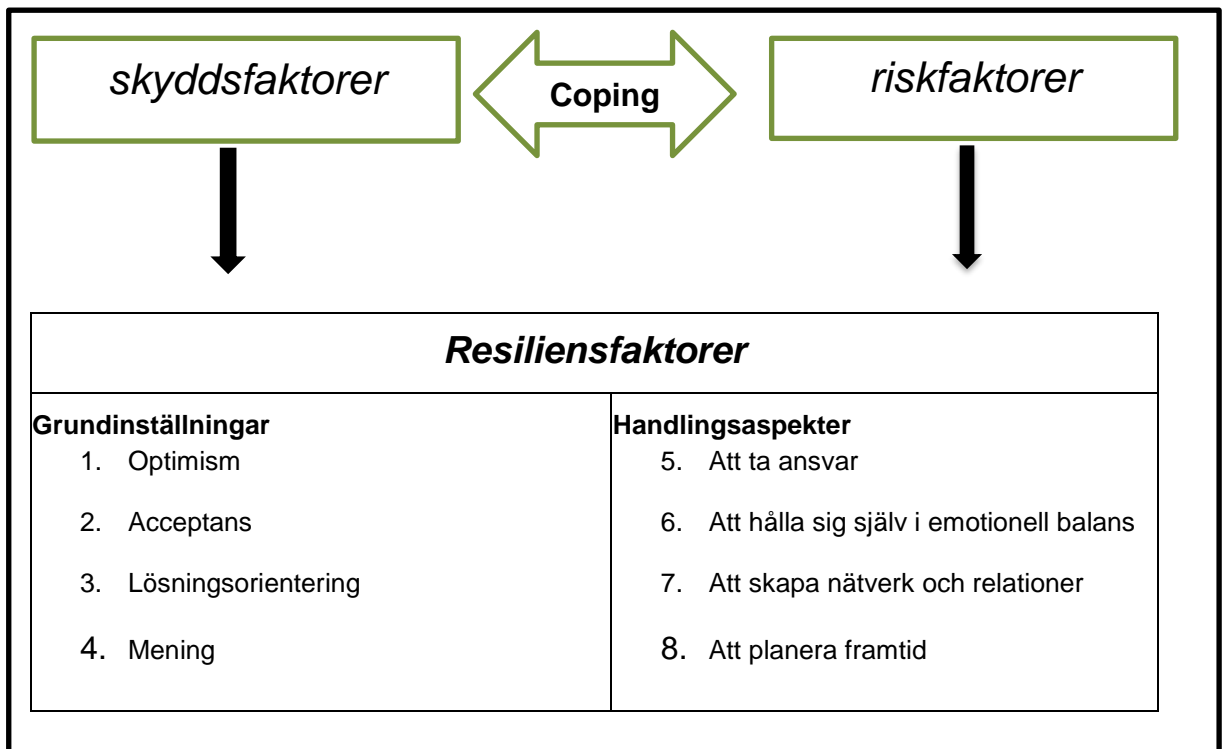 skyddsfaktorer
Coping
riskfaktorer
Resiliensfaktorer
Grundinställningar
1. Optimism
2. Acceptans
3. Lösningsorientering
4. Mening
Handlingsaspekter
5. Att ta ansvar
6. Att hålla sig själv i emotionell balans
7. Att skapa nätverk och relationer
8. Att planera framtid